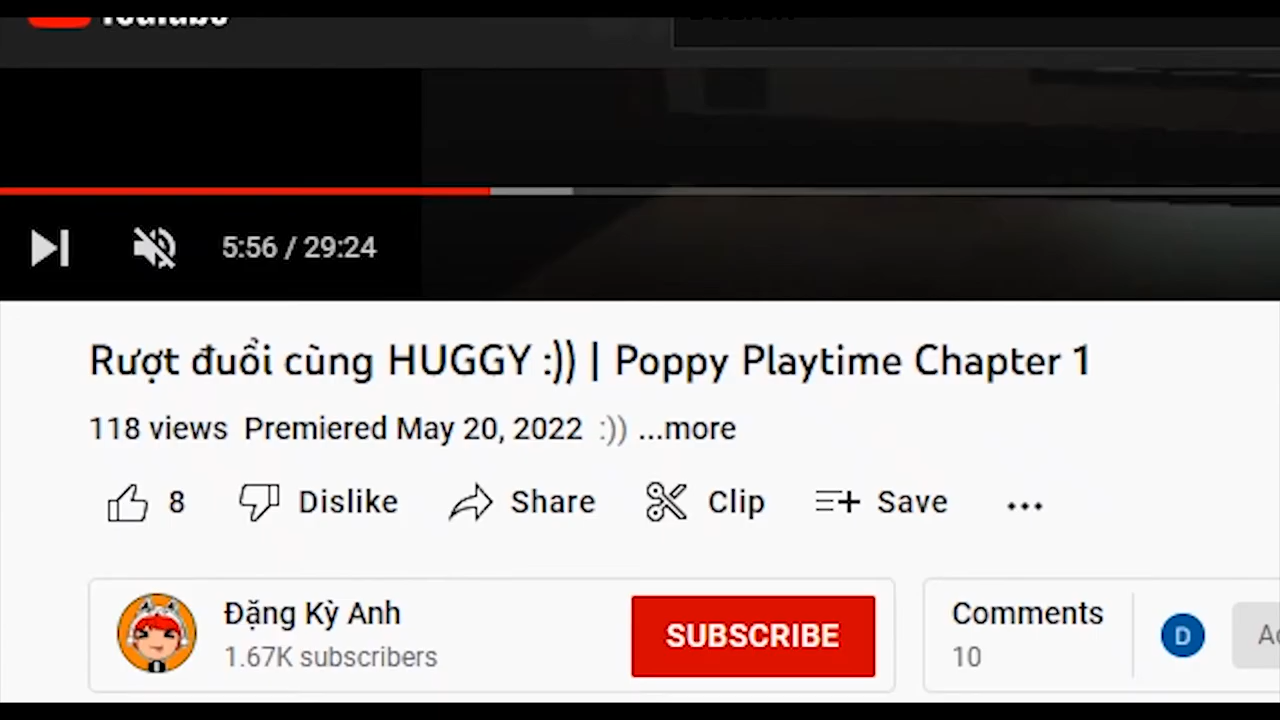 YouTube
5:56 / 29:24
Rượt đuổi cùng HUGGY :)) | Poppy Playtime Chapter 1
118 views Premiered May 20, 2022 :)) ...more
8 Dislike Share Clip Save ...
Đặng Kỳ Anh
1.67K subscribers
SUBSCRIBE
Comments
10
D